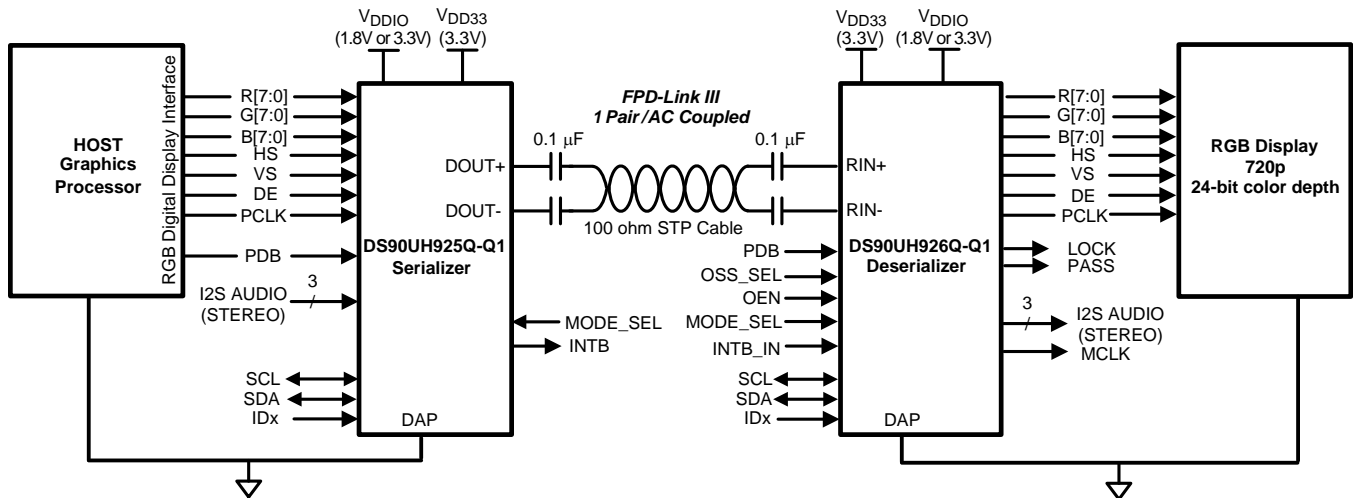 VDDIO
(1.8V or 3.3V)
VDD33
(3.3V)
VDD33
(3.3V)
VDDIO
(1.8V or 3.3V)
HOST
Graphics
Processor
RGB Digital Display Interface
R[7:0]
G[7:0]
B[7:0]
HS
VS
DE
PCLK
PDB
I2S AUDIO
(STEREO)
3
SCL
SDA
IDx
DOUT+
DOUT-
DS90UH925Q-Q1
Serializer
MODE_SEL
INTB
DAP
FPD-Link III
1 Pair /AC Coupled
0.1 µF
0.1 µF
100 ohm STP Cable
PDB
OSS_SEL
OEN
MODE_SEL
INTB_IN
SCL
SDA
IDx
RIN+
RIN-
DS90UH926Q-Q1
Deserializer
DAP
R[7:0]
G[7:0]
B[7:0]
HS
VS
DE
PCLK
LOCK
PASS
3
I2S AUDIO
(STEREO)
MCLK
RGB Display
720p
24-bit color depth